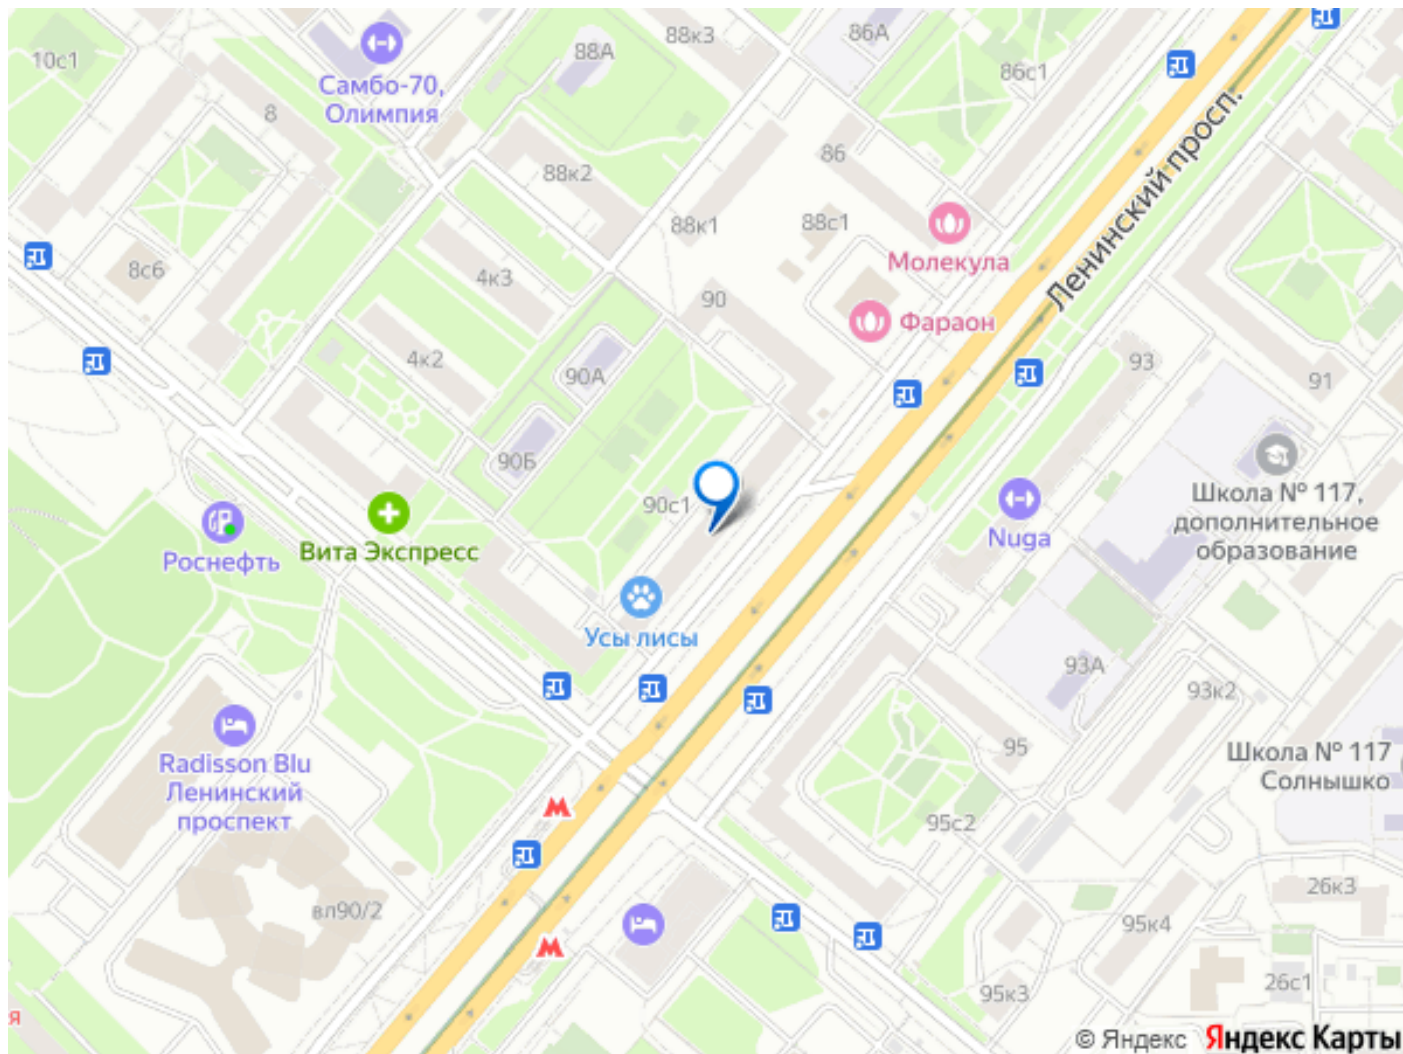 10с1
Самбо-70,
Олимпия
88А
88к3
86А
86с1
8
88к2
86
88к1
88с1
Молекула
Ленинский просп.
8с6
4к3
90
Фараон
4к2
90А
93
91
90Б
90с1
Роснефть
Вита Экспресс
Nuga
Школа № 117,
дополнительное
образование
Усы лисы
93А
93к2
95
Radisson Blu
Ленинский
проспект
Школа № 117
Солнышко
95с2
вл90/2
26к3
95к4
95к3
26с1
я
© Яндекс Яндекс Карты